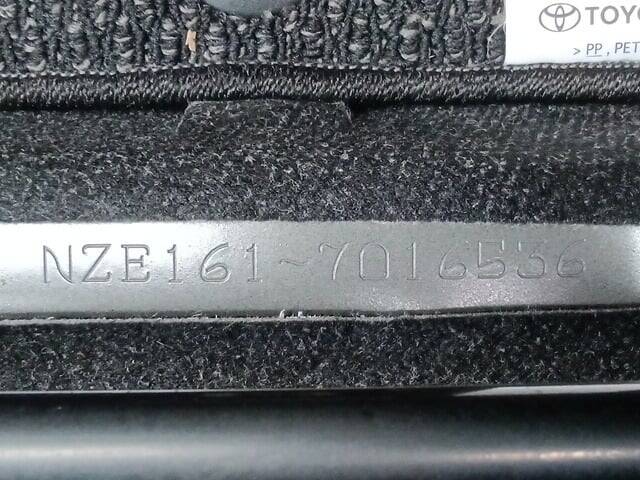 TOYO
> PP , PET
NZE161-7016536